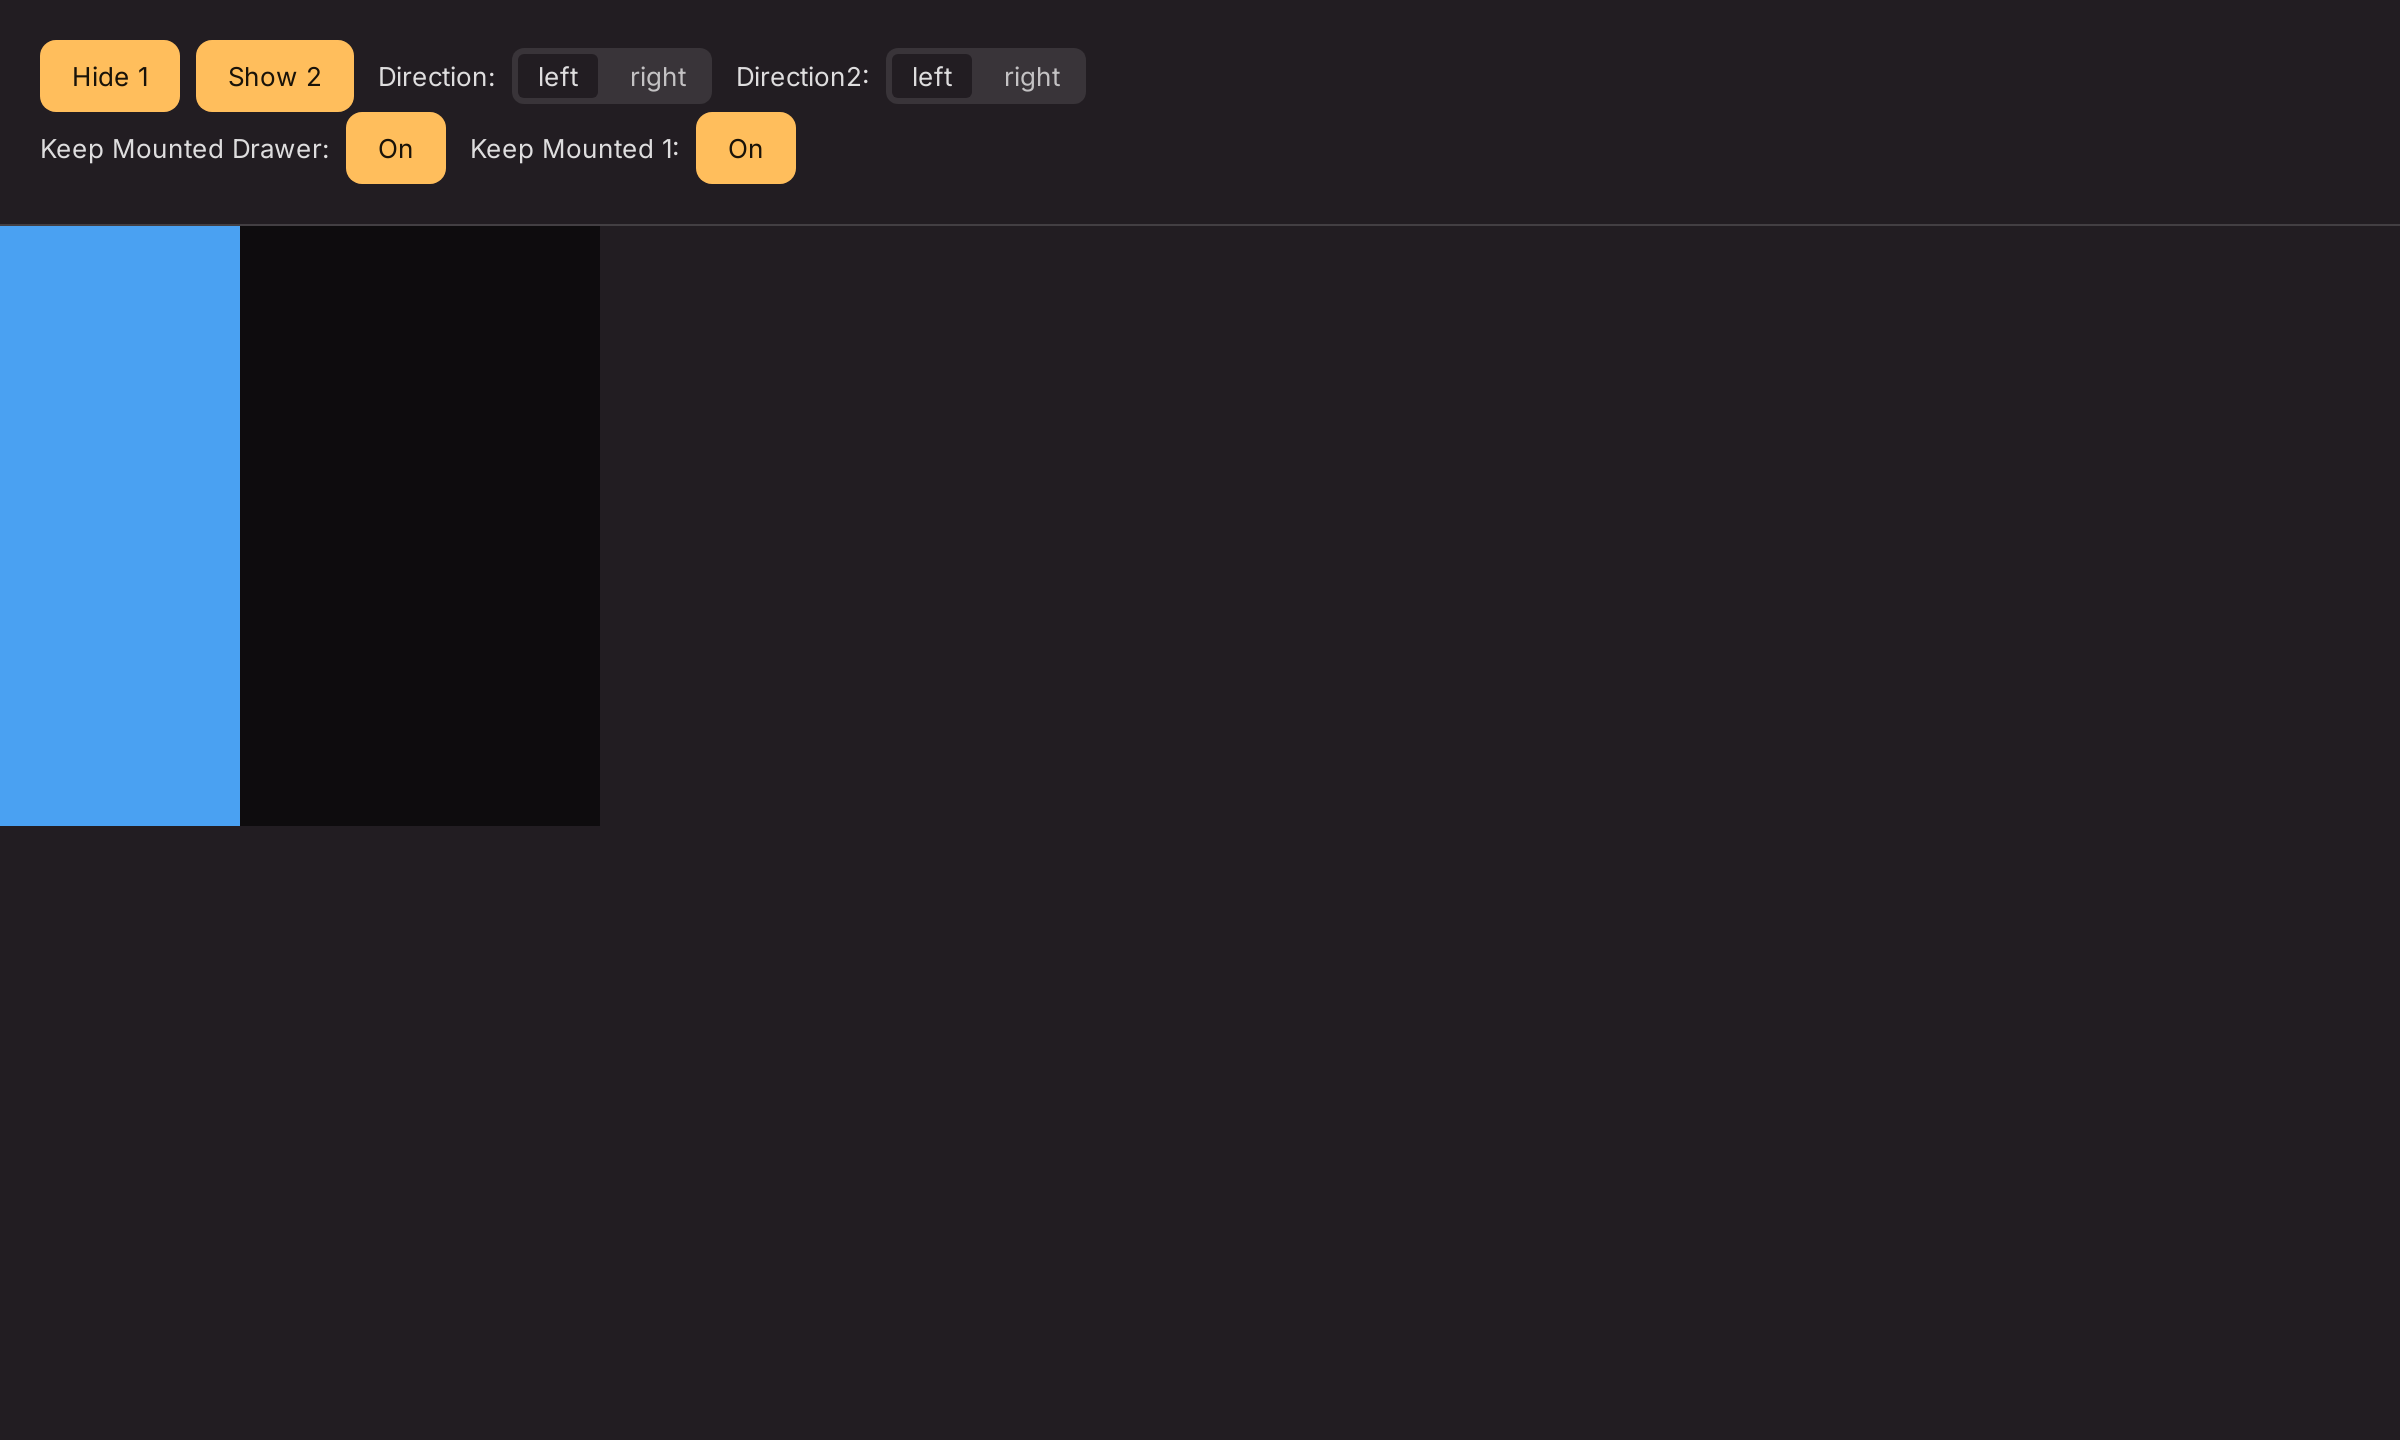 Hide 1 Show 2 Direction: left right Direction2: left right
Keep Mounted Drawer: On Keep Mounted 1: On